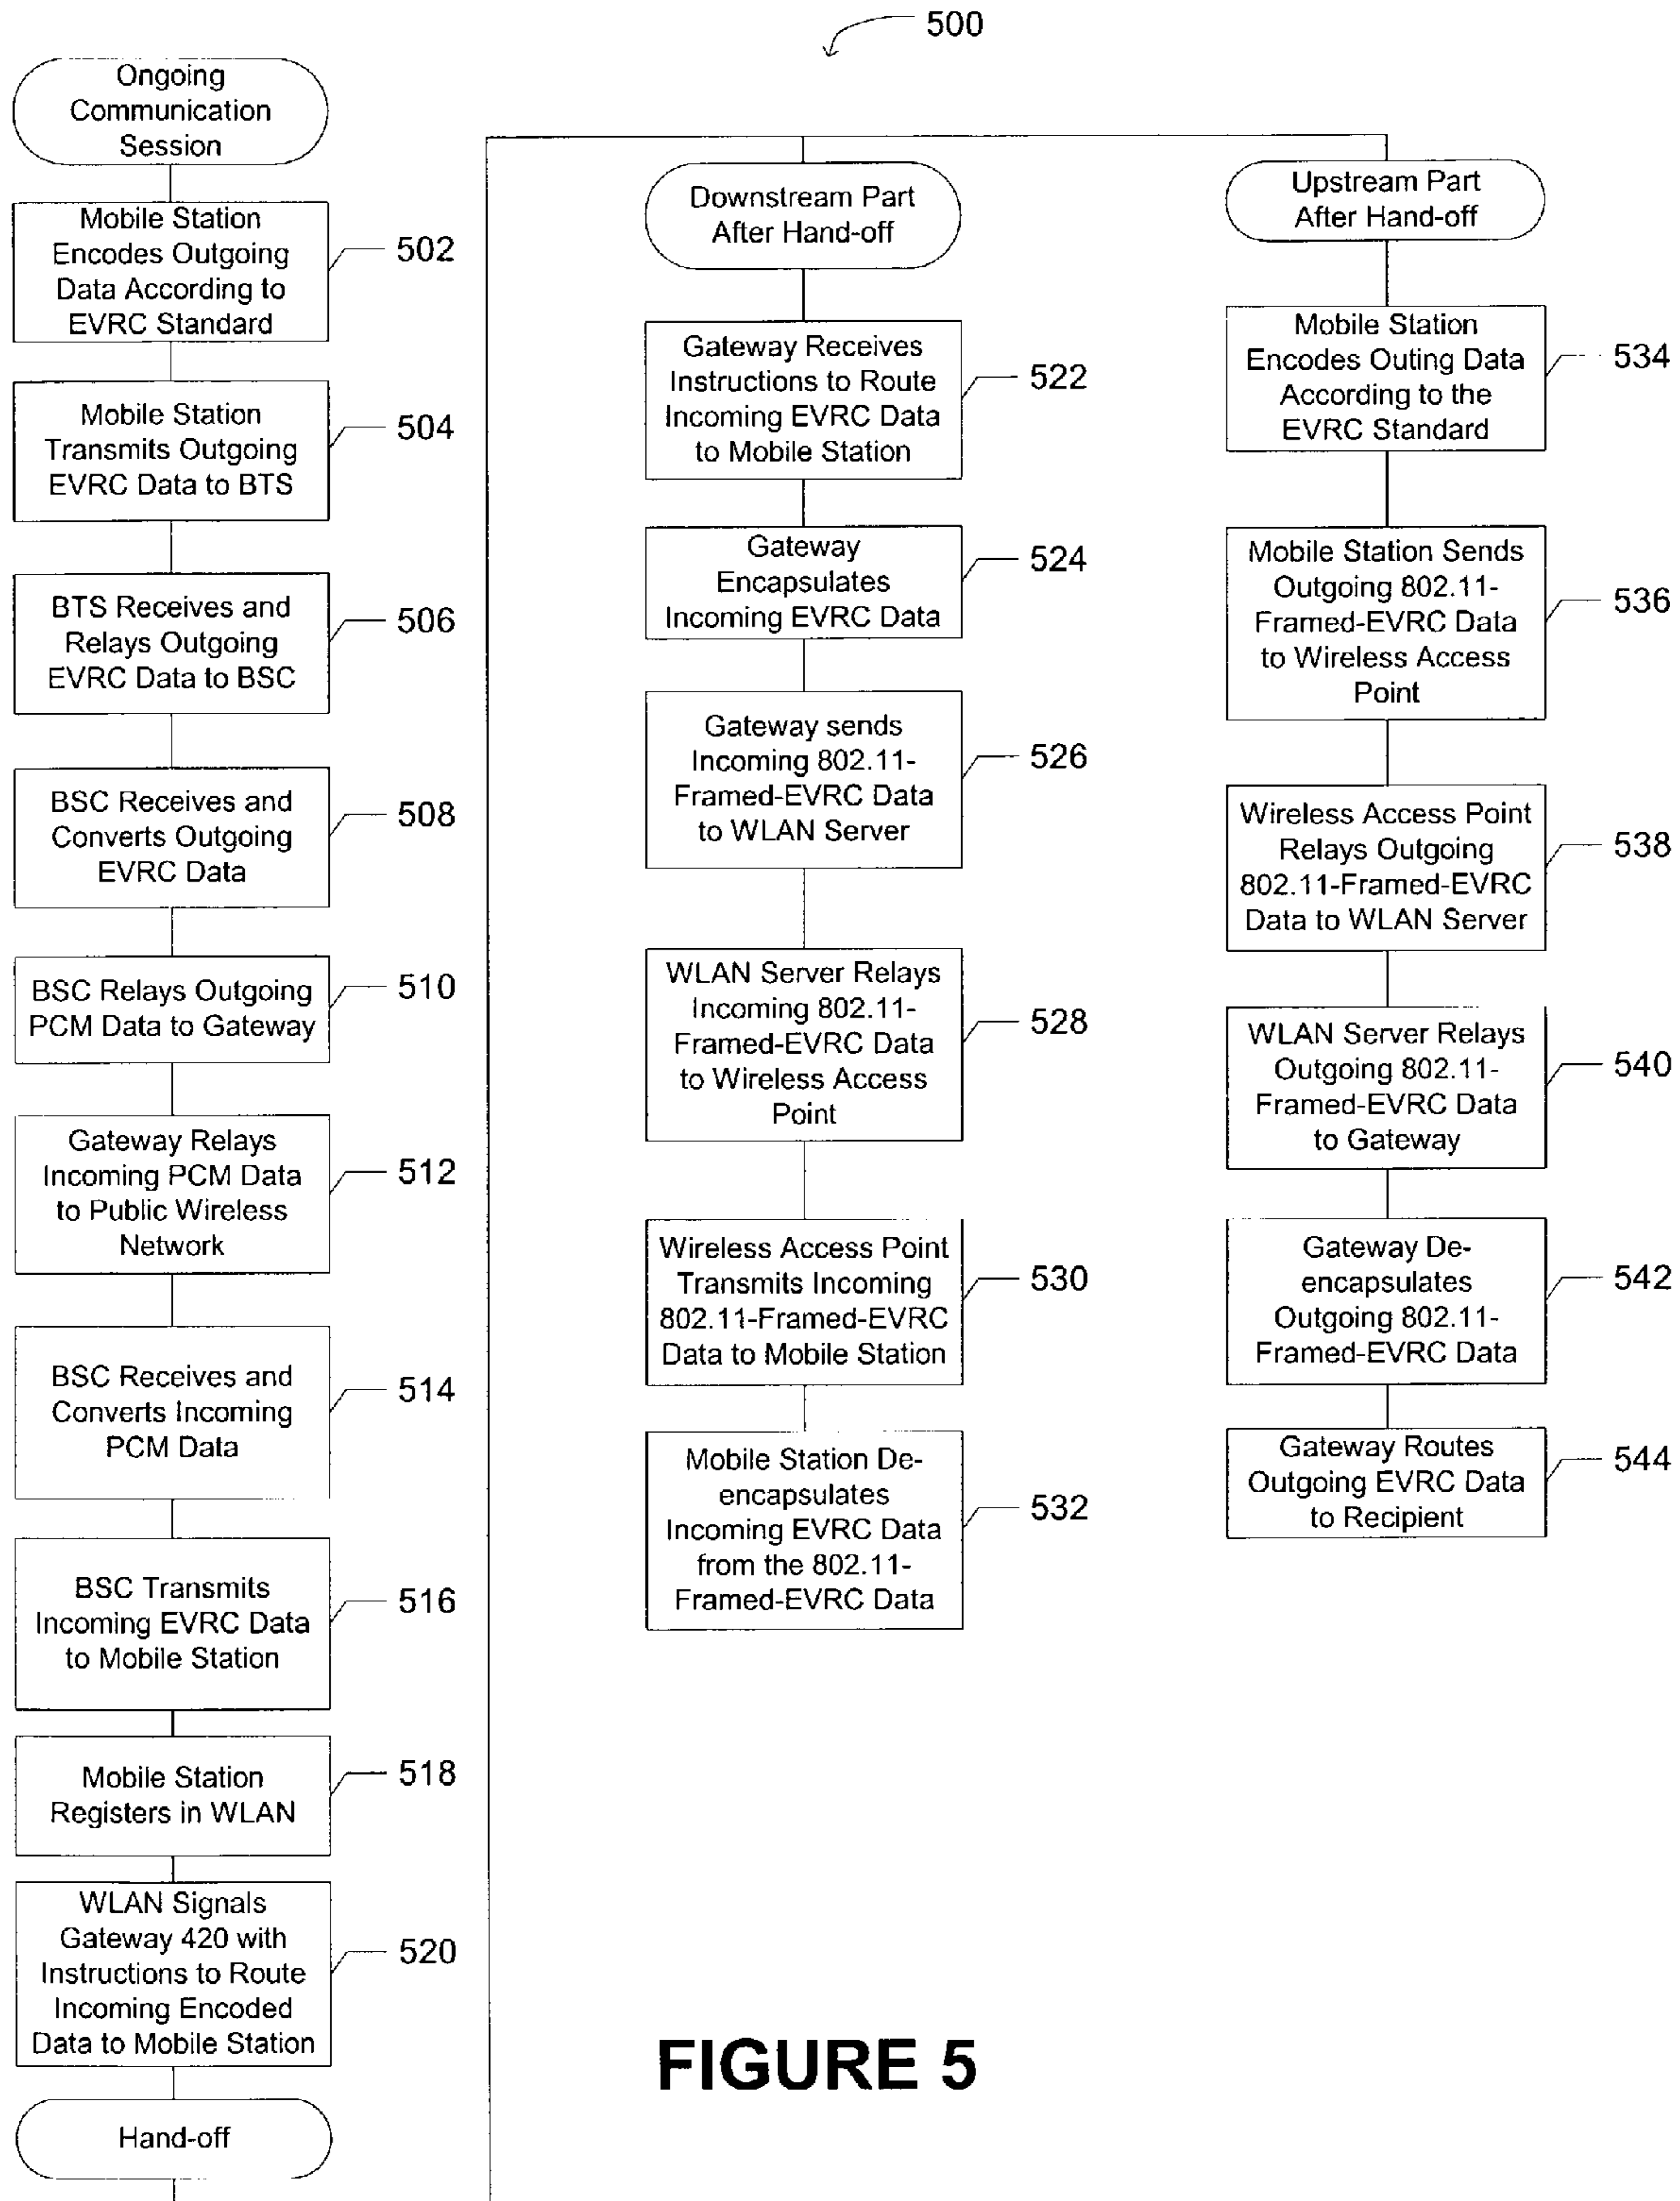 500
Ongoing
Communication
Session
Mobile Station
Encodes Outgoing
Data According to
EVRC Standard
502
Mobile Station
Transmits Outgoing
EVRC Data to BTS
504
BTS Receives and
Relays Outgoing
EVRC Data to BSC
506
BSC Receives and
Converts Outgoing
EVRC Data
508
BSC Relays Outgoing
PCM Data to Gateway
510
Gateway Relays
Incoming PCM Data
to Public Wireless
Network
512
BSC Receives and
Converts Incoming
PCM Data
514
BSC Transmits
Incoming EVRC Data
to Mobile Station
516
Mobile Station
Registers in WLAN
518
WLAN Signals
Gateway 420 with
Instructions to Route
Incoming Encoded
Data to Mobile Station
520
Hand-off
Downstream Part
After Hand-off
Gateway Receives
Instructions to Route
Incoming EVRC Data
to Mobile Station
522
Gateway
Encapsulates
Incoming EVRC Data
524
Gateway sends
Incoming 802.11-
Framed-EVRC Data
to WLAN Server
526
WLAN Server Relays
Incoming 802.11-
Framed-EVRC Data
to Wireless Access
Point
528
Wireless Access Point
Transmits Incoming
802.11-Framed-EVRC
Data to Mobile Station
530
Mobile Station De-
encapsulates
Incoming EVRC Data
from the 802.11-
Framed-EVRC Data
532
Upstream Part
After Hand-off
Mobile Station
Encodes Outing Data
According to the
EVRC Standard
534
Mobile Station Sends
Outgoing 802.11-
Framed-EVRC Data
to Wireless Access
Point
536
Wireless Access Point
Relays Outgoing
802.11-Framed-EVRC
Data to WLAN Server
538
WLAN Server Relays
Outgoing 802.11-
Framed-EVRC Data
to Gateway
540
Gateway De-
encapsulates
Outgoing 802.11-
Framed-EVRC Data
542
Gateway Routes
Outgoing EVRC Data
to Recipient
544
FIGURE 5